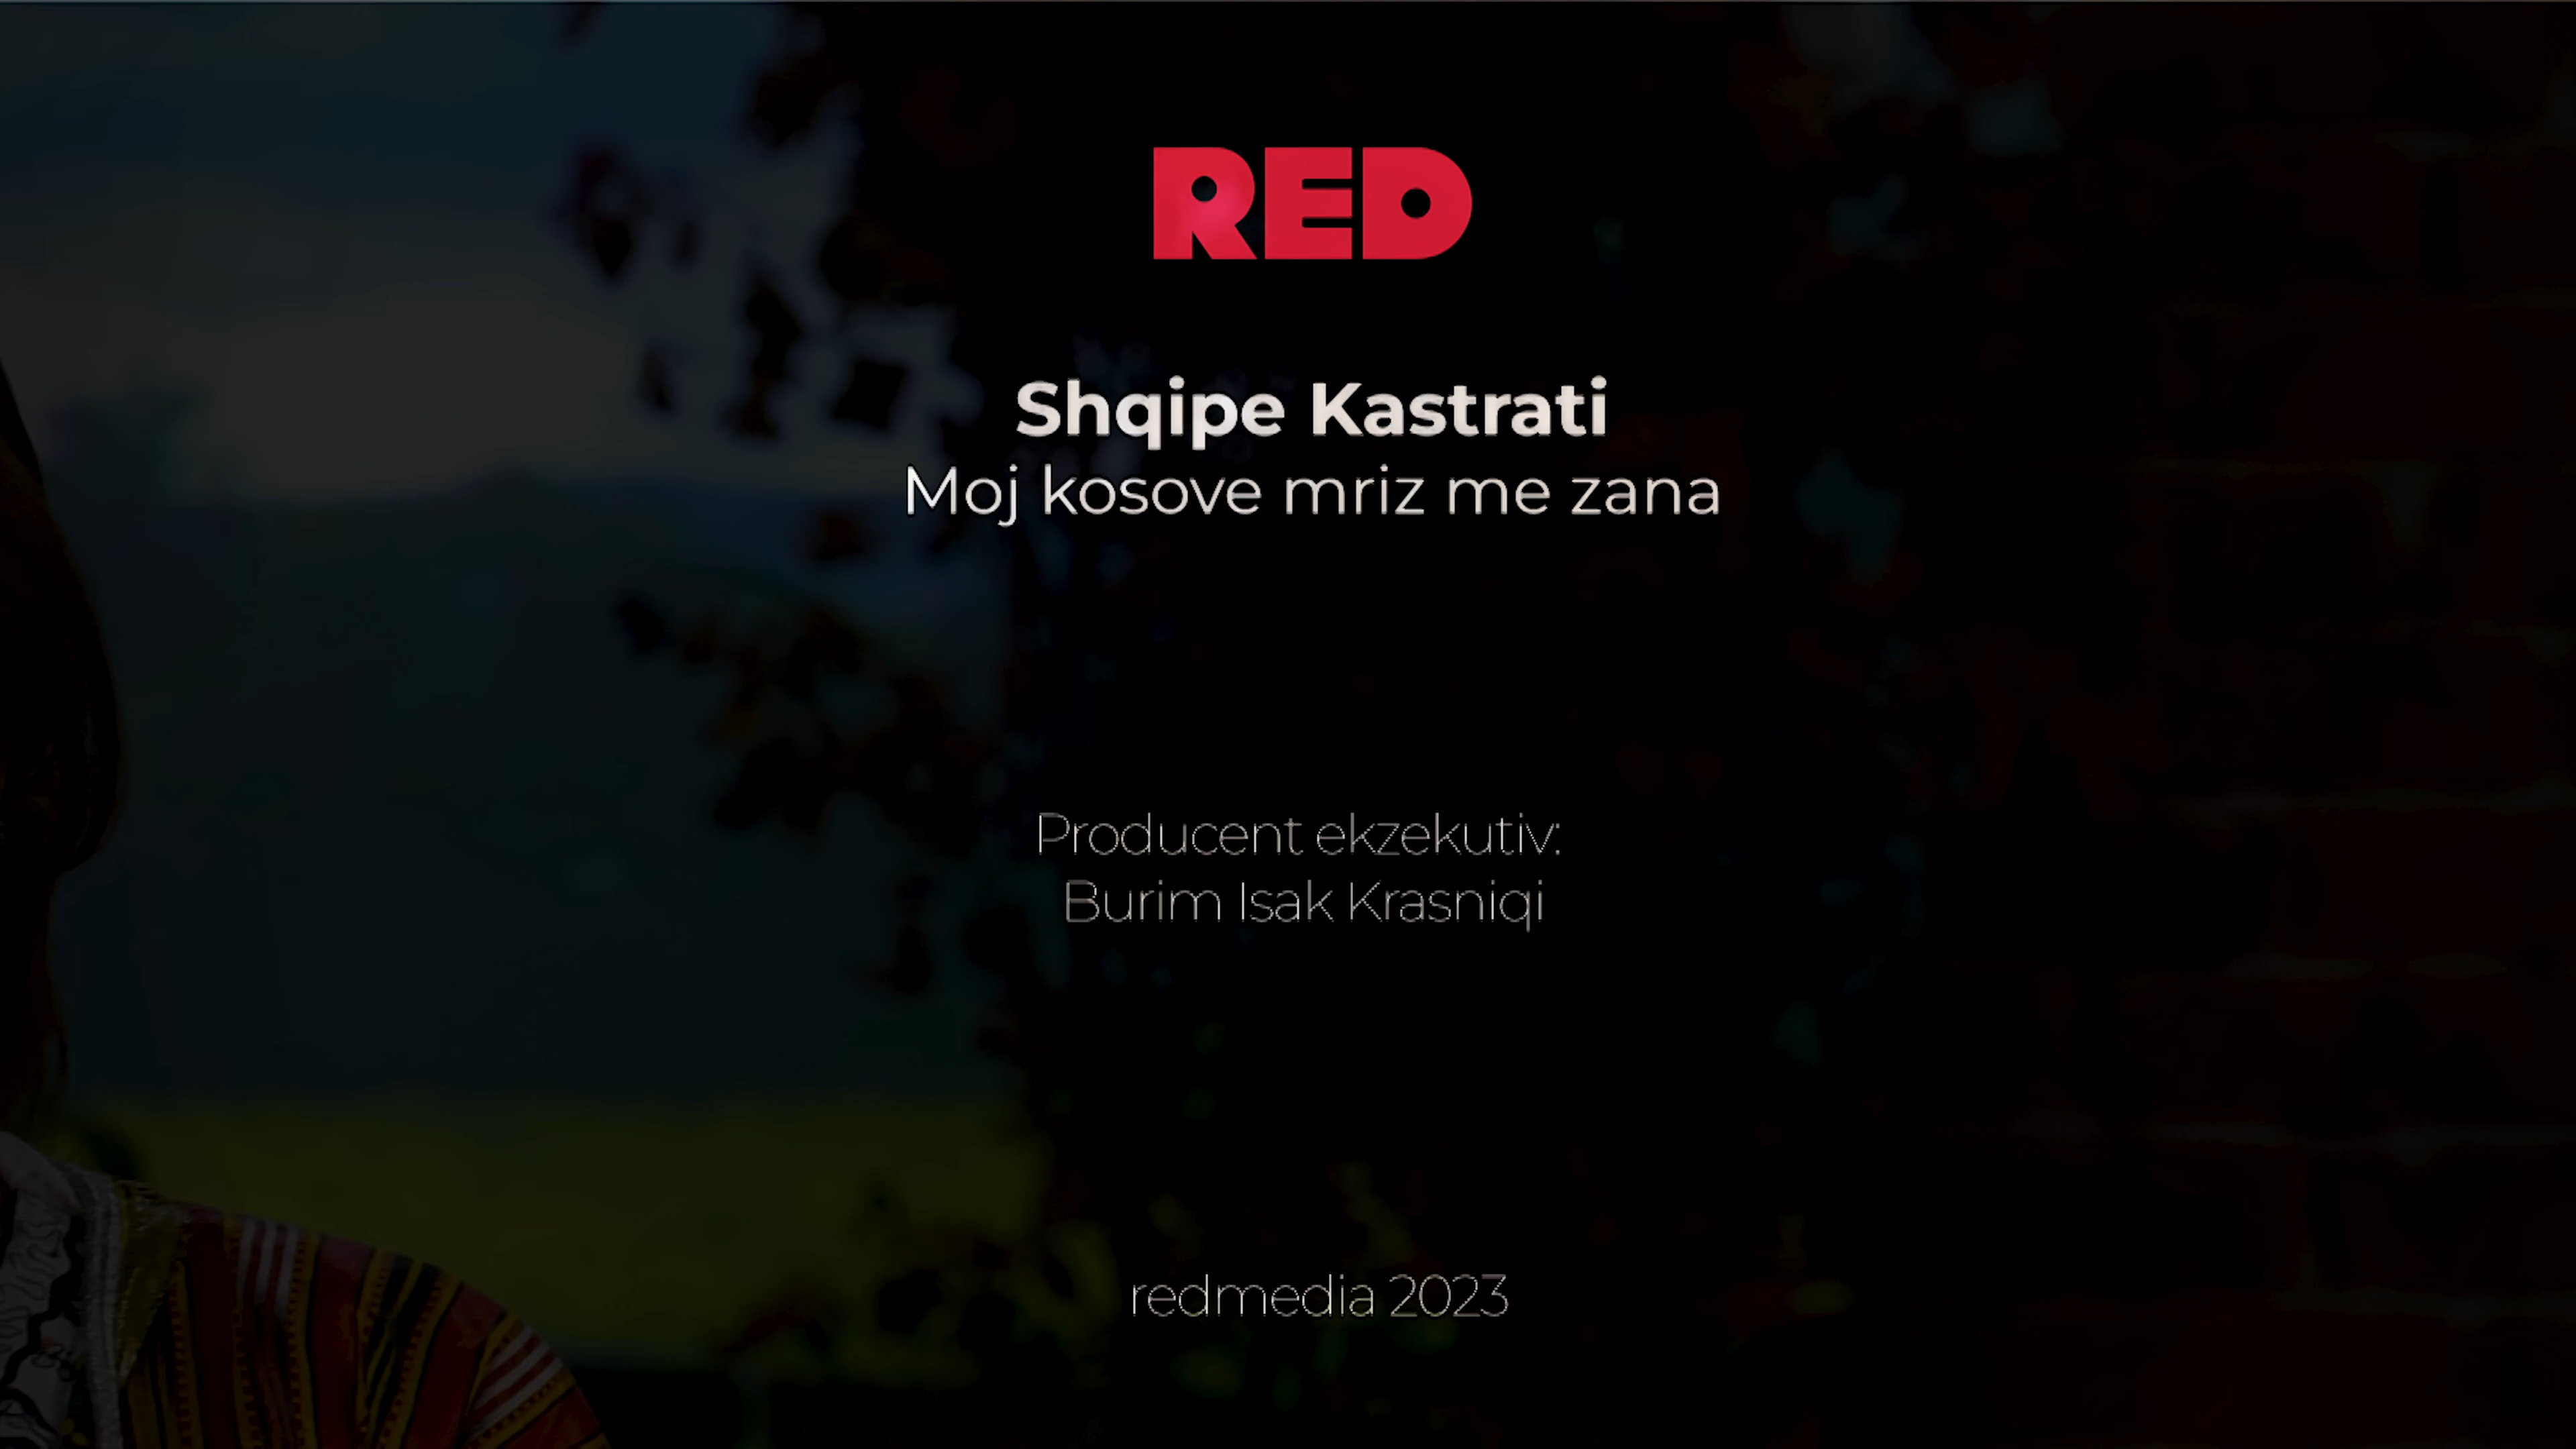 RED
Shqipe Kastrati
Moj kosove mriz me zana
Producent ekzekutiv:
Burim Isak Krasniqi
redmedia 2023